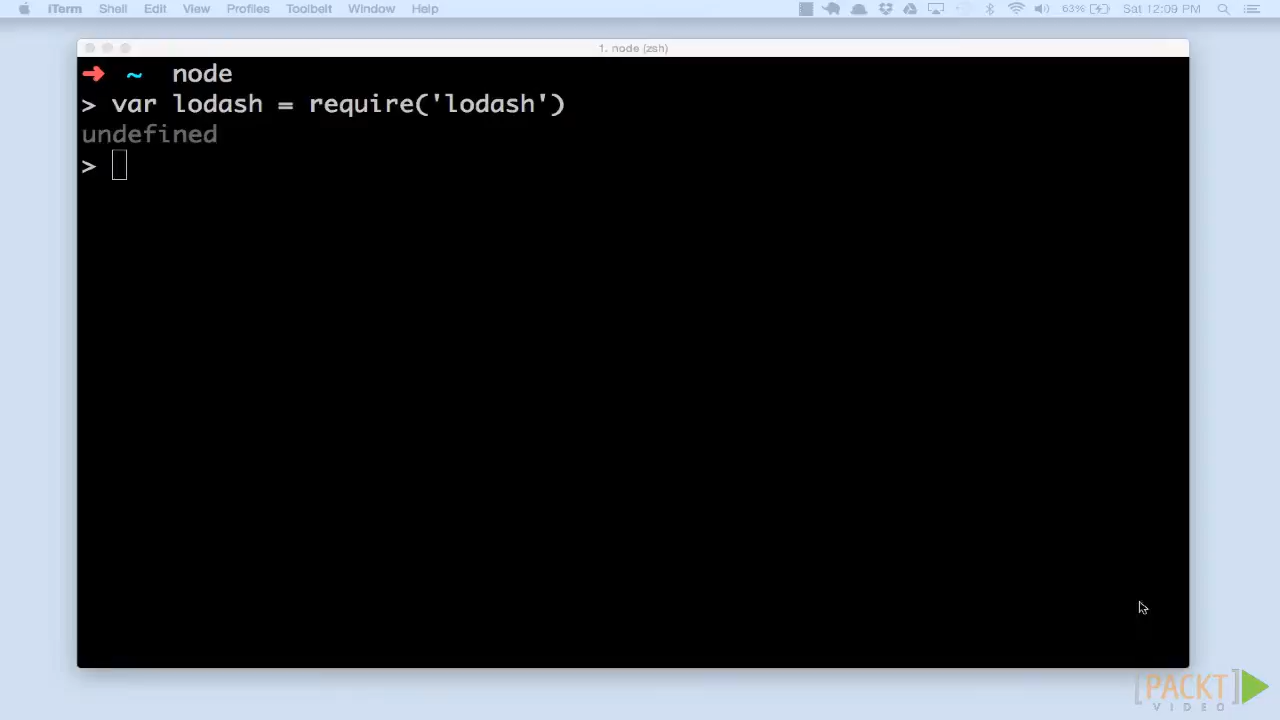 iTerm Shell Edit View Profiles Toolbelt Window Help 63% Sat 12:09 PM
1. node (zsh)
➜ ~ node
> var lodash = require('lodash')
undefined
>
[PACKT]
VIDEO